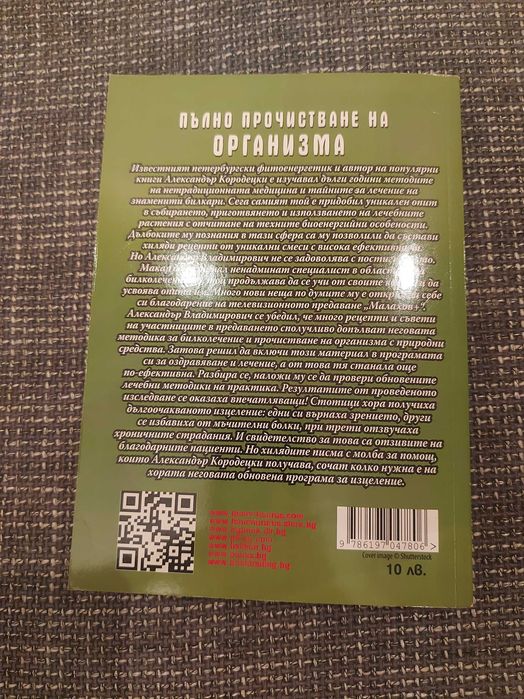 ПЪЛНО ПРОЧИСТВАНЕ НА
ОРГАНИЗМА
Известният петербургски фитоенергетик и автор на популярни
книги Александър Кородецки е изучавал дълги години методите
на нетрадиционната медицина и тайните за лечение на
знаменити билкари. Сега самият той е придобил уникален опит
в събирането, приготвянето и използването на лечебните
растения с отчитане на техните биоенергийни особености.
Дълбоките му познания в тази сфера са му позволили да състави
хиляди рецепти от уникални смеси с висока ефективност.
Но Александър Владимирович не се задоволява с
Макар ненадминат специалист в област
билколечен продължава да се учи от своите и да
усвоява опит много нови неща по думите му е откр себе
си благодарение на телевизионното предаване „Малахов+".
Александър Владимирович се убедил, че много рецепти и съвети
на участниците в предаването сполучливо допълват неговата
методика за билколечение и прочистване на организма с природни
средства. Затова решил да включи този материал в програмата
си за оздравяване и лечение, а от това тя станала още
по-ефективна. Разбира се, наложи му се да провери обновените
лечебни методики на практика. Резултатите от проведеното
изследване се оказаха впечатляващи! Стотици хора получиха
дългоочакваното изцеление: едни си върнаха зрението, други
се избавиха от мъчителни болки, при трети отзвучаха
хроничните страдания. И свидетелство за това са отзивите на
благодарните пациенти. Но хилядите писма с молба за помощ,
които Александър Кородецки получава, сочат колко нужна е на
хората неговата обновена програма за изцеление.
9 786197 047806 >
Cover image © Shutterstock
10 лв.